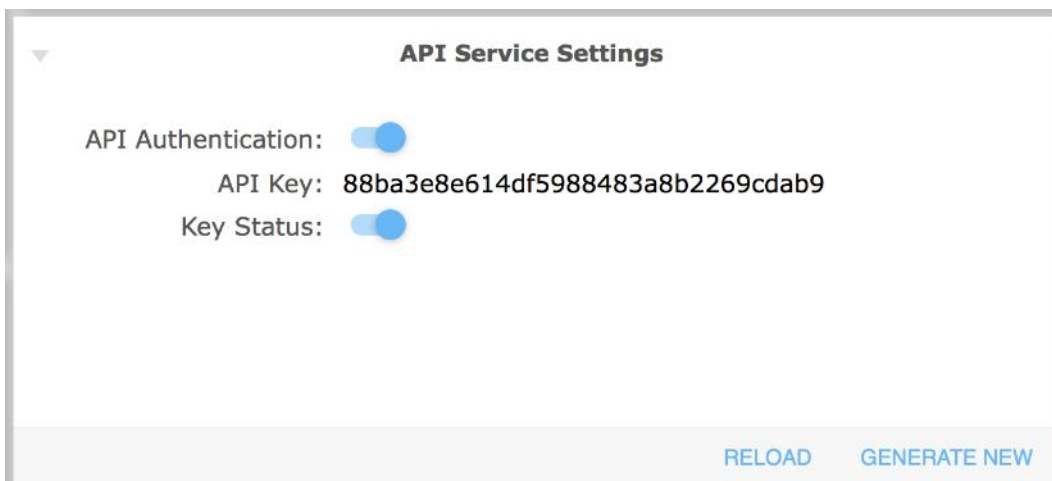 API Service Settings
API Authentication:
API Key: 88ba3e8e614df5988483a8b2269cdab9
Key Status:
RELOAD GENERATE NEW